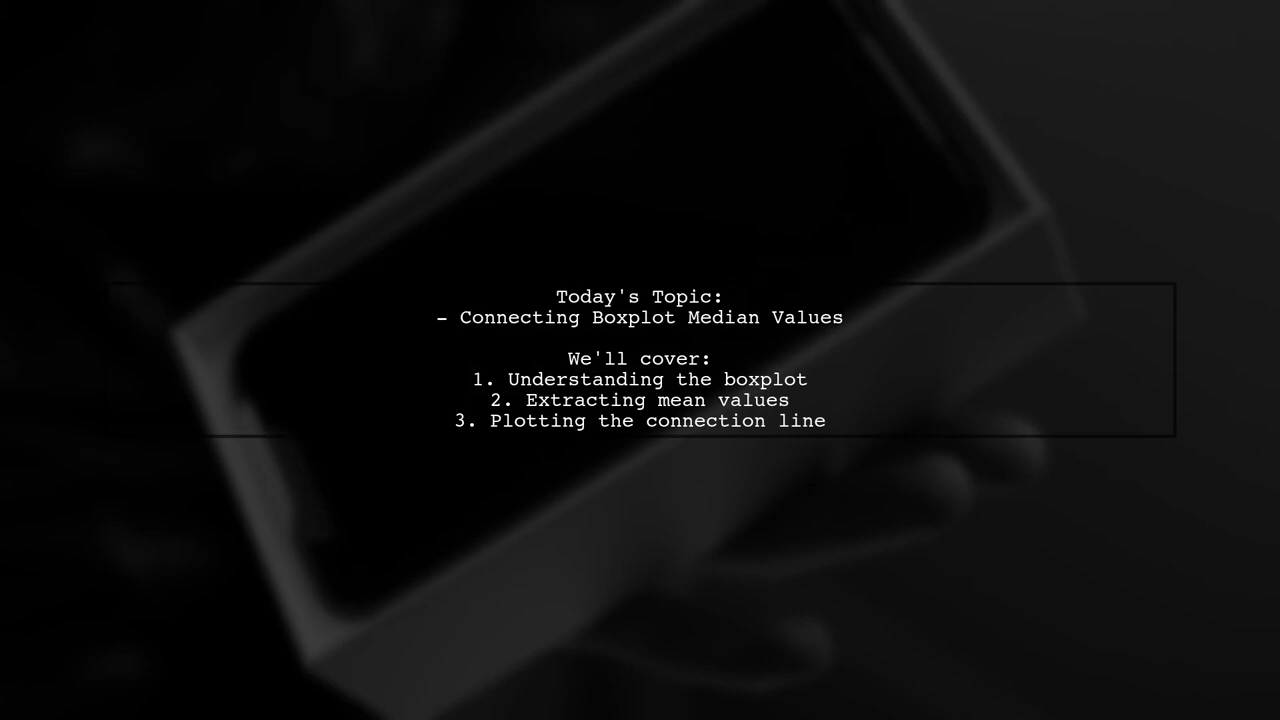 Today's Topic:
– Connecting Boxplot Median Values
We'll cover:
1. Understanding the boxplot
2. Extracting mean values
3. Plotting the connection line